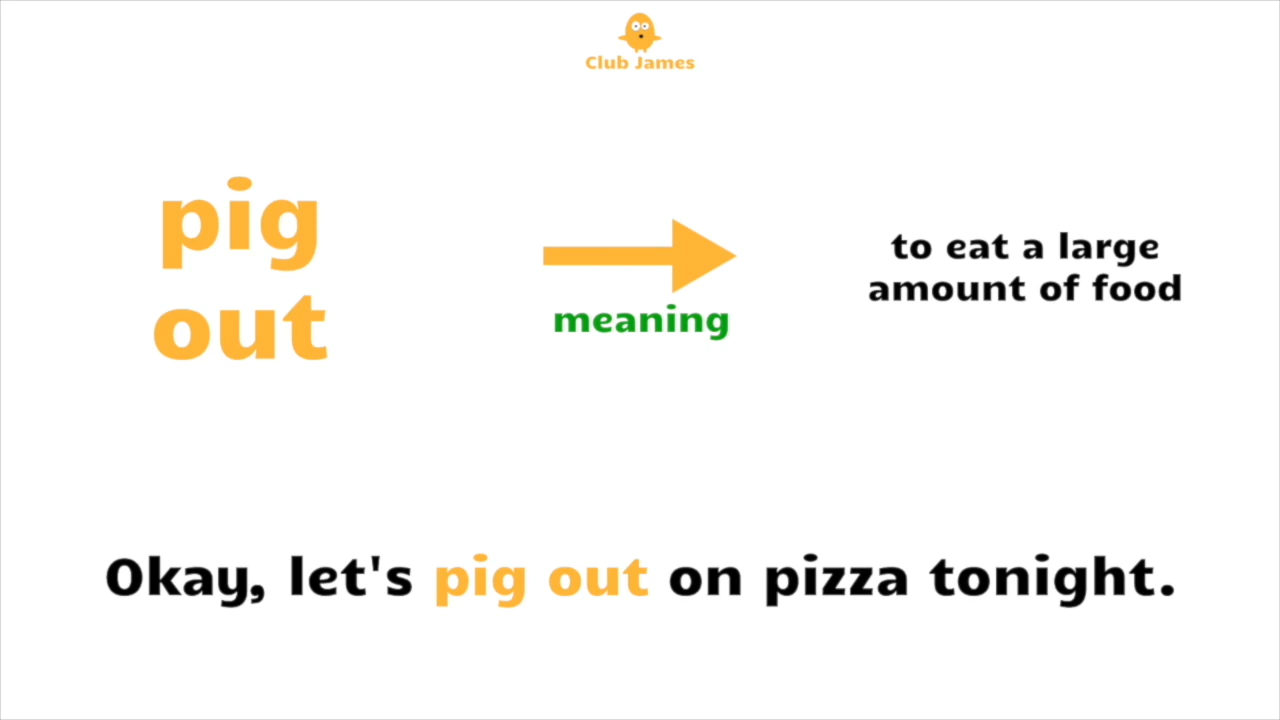 Club James
pig
out
meaning
to eat a large
amount of food
Okay, let's pig out on pizza tonight.